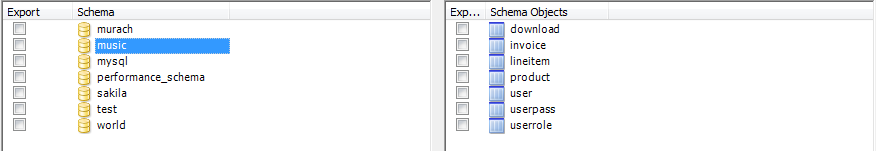 Export Schema
murach
music
mysql
performance_schema
sakila
test
world
Exp... Schema Objects
download
invoice
lineitem
product
user
userpass
userrole